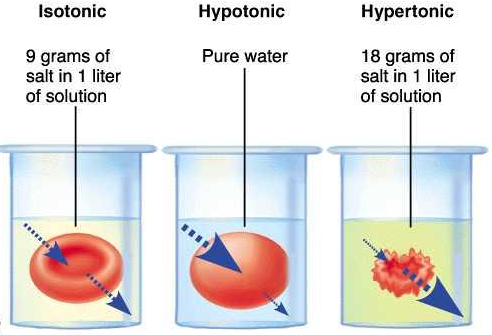 Isotonic
9 grams of
salt in 1 liter
of solution
Hypotonic
Pure water
Hypertonic
18 grams of
salt in 1 liter
of solution